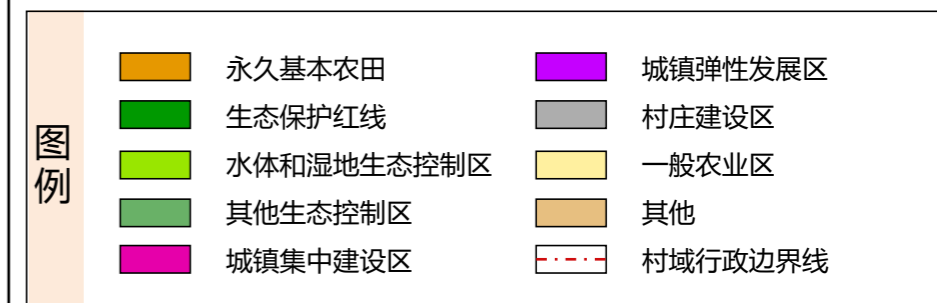 图例
永久基本农田
生态保护红线
水体和湿地生态控制区
其他生态控制区
城镇集中建设区
城镇弹性发展区
村庄建设区
一般农业区
其他
村域行政边界线